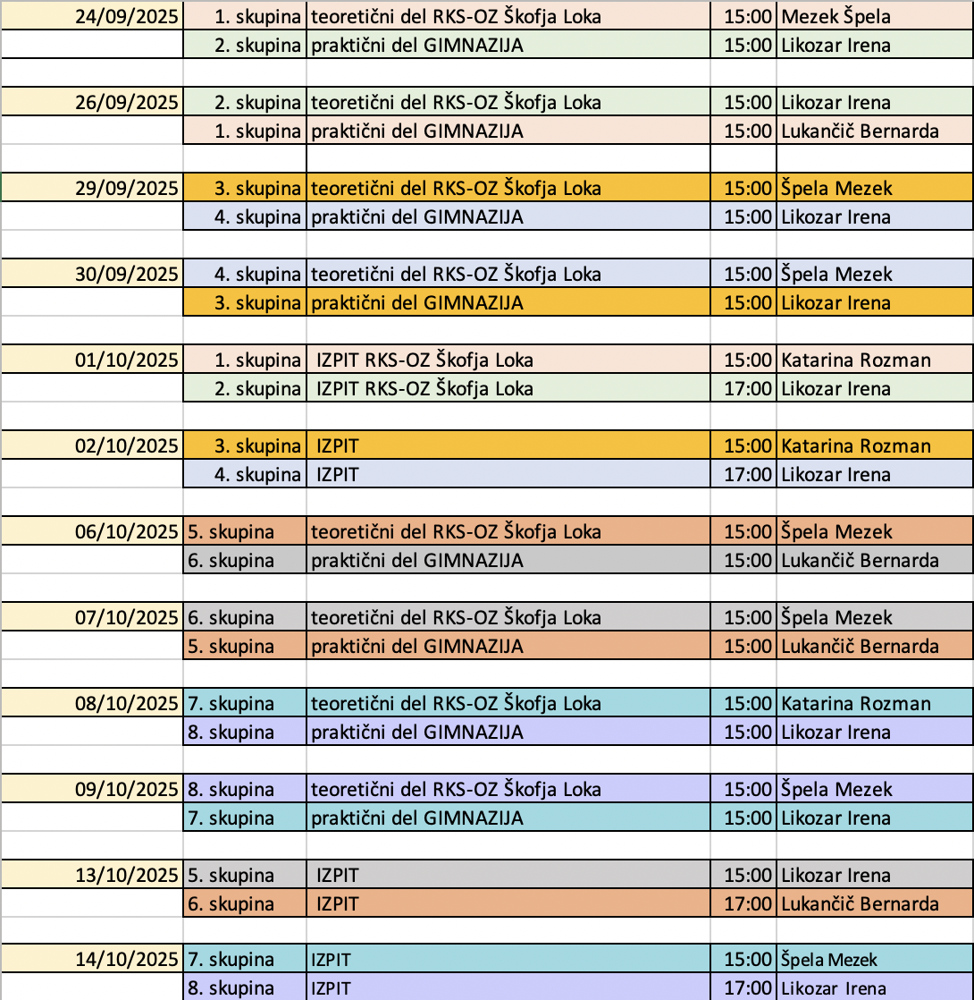 24/09/2025 1. skupina teoretični del RKS-OZ Škofja Loka 15:00 Mezek Špela
2. skupina praktični del GIMNAZIJA 15:00 Likozar Irena
26/09/2025 2. skupina teoretični del RKS-OZ Škofja Loka 15:00 Likozar Irena
1. skupina praktični del GIMNAZIJA 15:00 Lukančič Bernarda
29/09/2025 3. skupina teoretični del RKS-OZ Škofja Loka 15:00 Špela Mezek
4. skupina praktični del GIMNAZIJA 15:00 Likozar Irena
30/09/2025 4. skupina teoretični del RKS-OZ Škofja Loka 15:00 Špela Mezek
3. skupina praktični del GIMNAZIJA 15:00 Likozar Irena
01/10/2025 1. skupina IZPIT RKS-OZ Škofja Loka 15:00 Katarina Rozman
2. skupina IZPIT RKS-OZ Škofja Loka 17:00 Likozar Irena
02/10/2025 3. skupina IZPIT 15:00 Katarina Rozman
4. skupina IZPIT 17:00 Likozar Irena
06/10/2025 5. skupina teoretični del RKS-OZ Škofja Loka 15:00 Špela Mezek
6. skupina praktični del GIMNAZIJA 15:00 Lukančič Bernarda
07/10/2025 6. skupina teoretični del RKS-OZ Škofja Loka 15:00 Špela Mezek
5. skupina praktični del GIMNAZIJA 15:00 Lukančič Bernarda
08/10/2025 7. skupina teoretični del RKS-OZ Škofja Loka 15:00 Katarina Rozman
8. skupina praktični del GIMNAZIJA 15:00 Likozar Irena
09/10/2025 8. skupina teoretični del RKS-OZ Škofja Loka 15:00 Špela Mezek
7. skupina praktični del GIMNAZIJA 15:00 Likozar Irena
13/10/2025 5. skupina IZPIT 15:00 Likozar Irena
6. skupina IZPIT 17:00 Lukančič Bernarda
14/10/2025 7. skupina IZPIT 15:00 Špela Mezek
8. skupina IZPIT 17:00 Likozar Irena